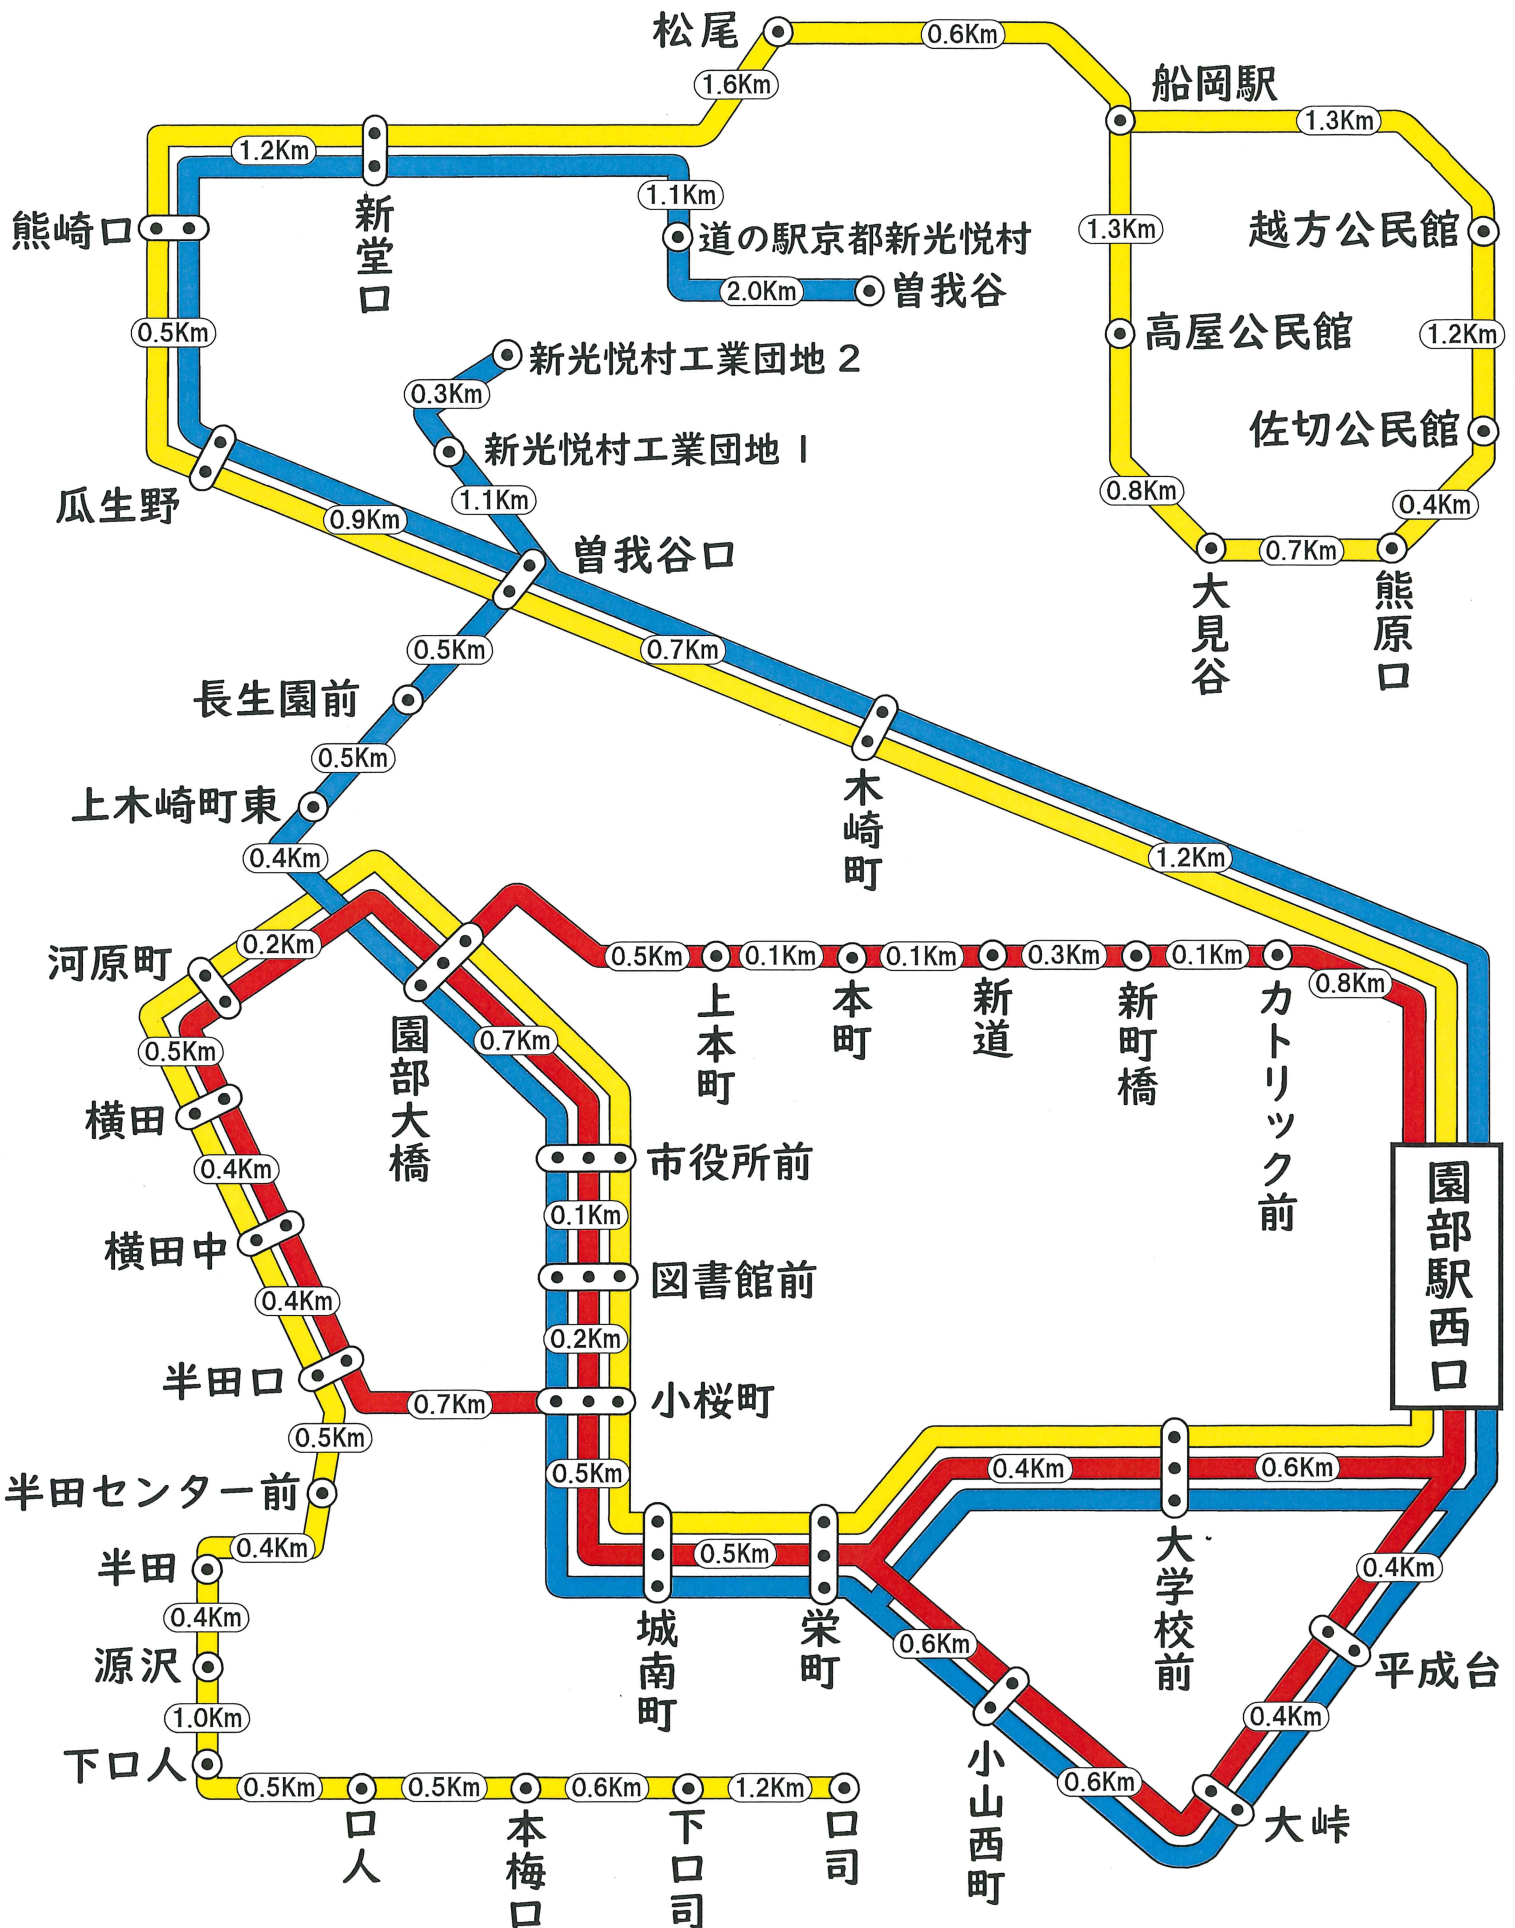 松尾
0.6Km
船岡駅
1.6Km
1.3Km
1.2Km
新堂口
熊崎口
1.1Km
道の駅京都新光悦村
2.0Km
曽我谷
1.3Km
越方公民館
0.5Km
新光悦村工業団地 2
0.3Km
高屋公民館
1.2Km
新光悦村工業団地 1
佐切公民館
瓜生野
1.1Km
0.8Km
0.4Km
0.9Km
曽我谷口
0.7Km
大見谷
熊原口
0.5Km
0.7Km
長生園前
0.5Km
木崎町
上木崎町東
0.4Km
1.2Km
河原町
0.2Km
0.5Km
0.1Km
0.1Km
0.3Km
0.1Km
0.8Km
上本町
本町
新道
新町橋
カトリック前
園部大橋
0.7Km
0.5Km
横田
市役所前
園部駅西口
0.4Km
0.1Km
横田中
図書館前
0.4Km
0.2Km
半田口
0.7Km
小桜町
0.5Km
0.5Km
0.4Km
0.6Km
半田センター前
0.4Km
0.5Km
半田
大学校前
0.4Km
0.4Km
城南町
栄町
0.6Km
源沢
平成台
1.0Km
0.4Km
下口人
小山西町
0.6Km
大峠
0.5Km
0.5Km
0.6Km
1.2Km
口人
本梅口
下口司
口司